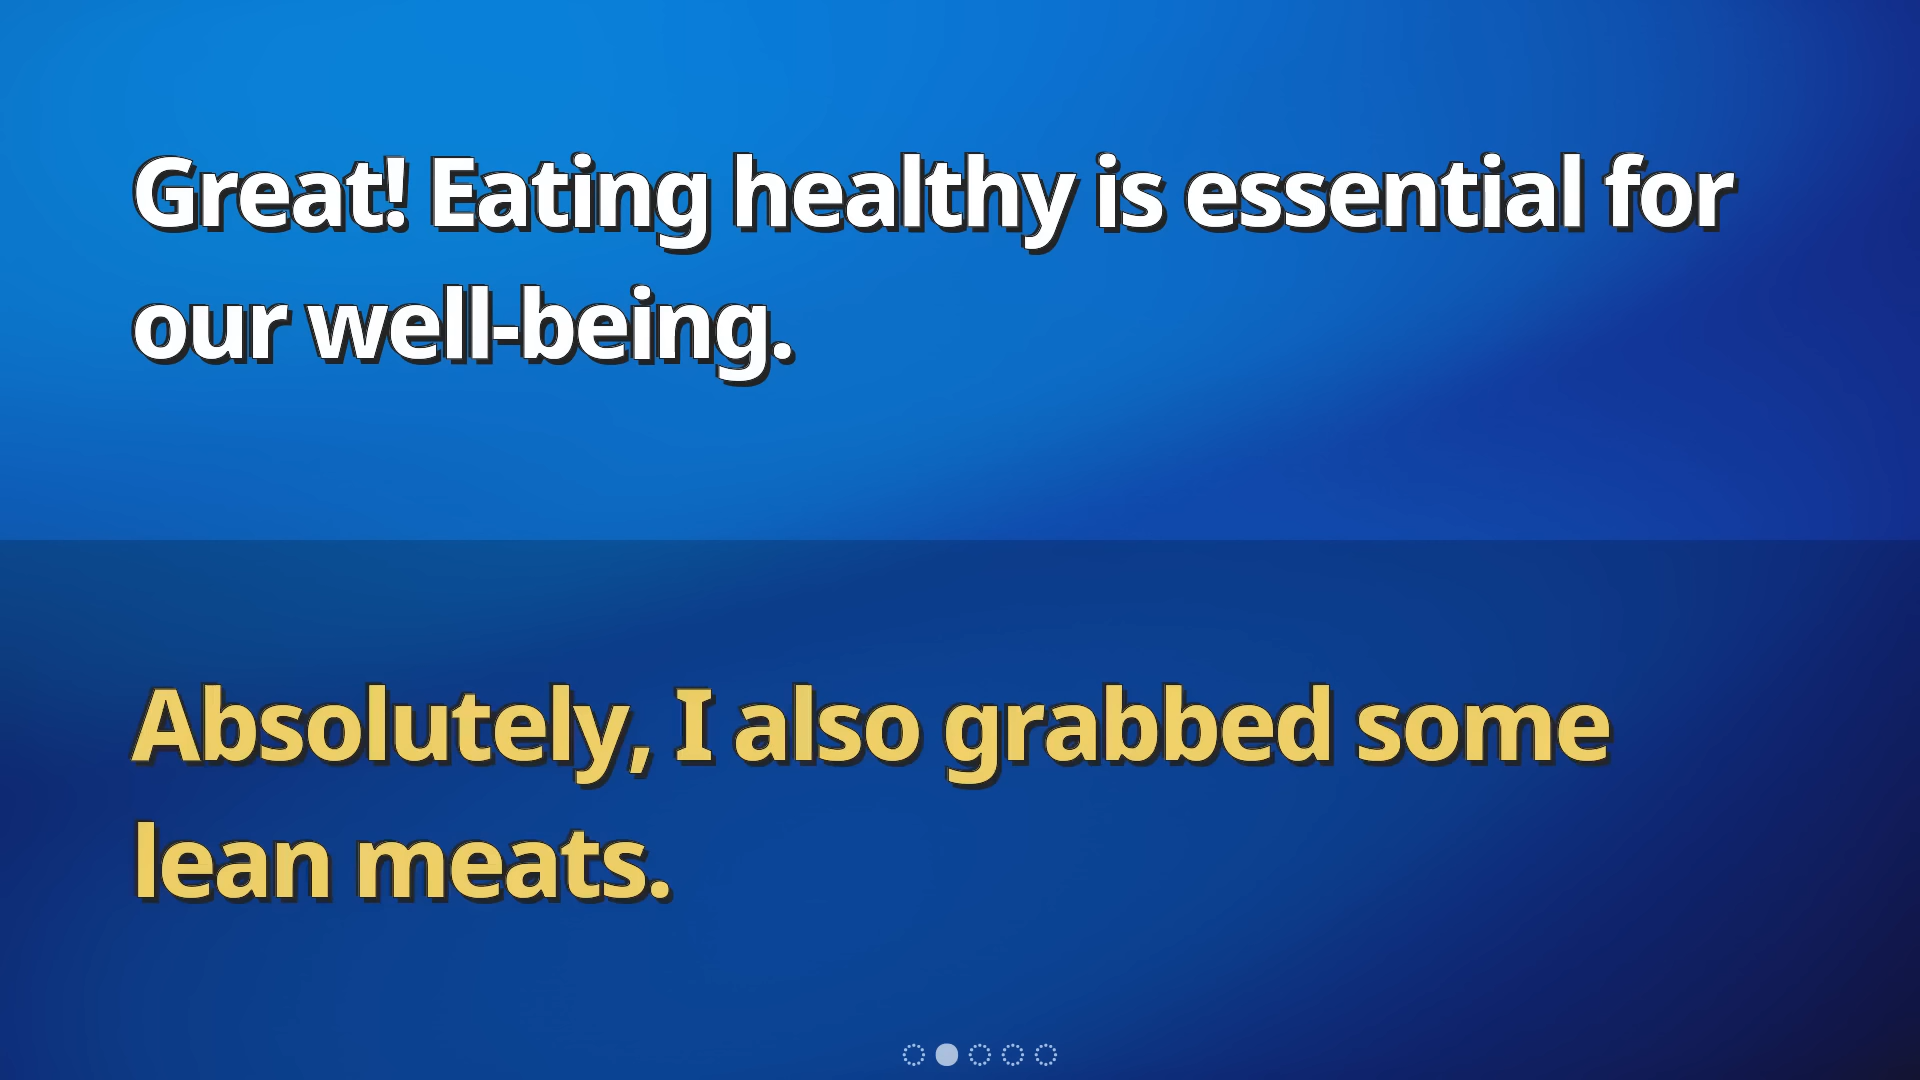 Great! Eating healthy is essential for
our well-being.
Absolutely, I also grabbed some
lean meats.